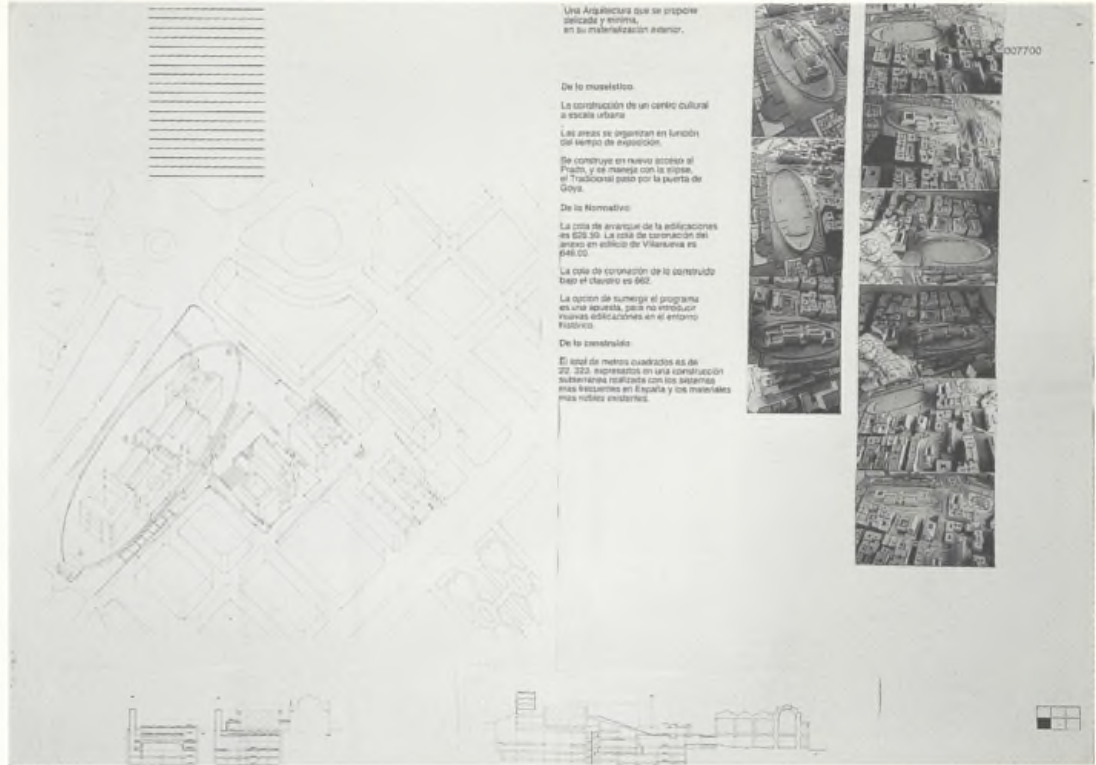 Una Arquitectura que se propone
delicada y mínima,
en su materialización exterior.
007700
De lo museístico
La construcción de un centro cultural
a escala urbana
Las areas se organizan en función
del tiempo de exposición.
Se construye en nuevo acceso al
Prado, y se maneja con la elipse,
el Tradicional paso por la puerta de
Goya.
De lo Normativo
La cota de arranque de la edificaciones
es 628.50. La cota de coronación del
anexo en edificio de Villanueva es
646.00.
La cota de coronación de lo construido
bajo el claustro es 662.
La opción de sumergir el programa
es una apuesta, para no introducir
nuevas edificaciones en el entorno
histórico.
De lo construido
El total de metros cuadrados es de
22. 323, expresados en una construcción
subterranea realizada con los sistemas
mas frecuentes en España y los materiales
mas nobles existentes.